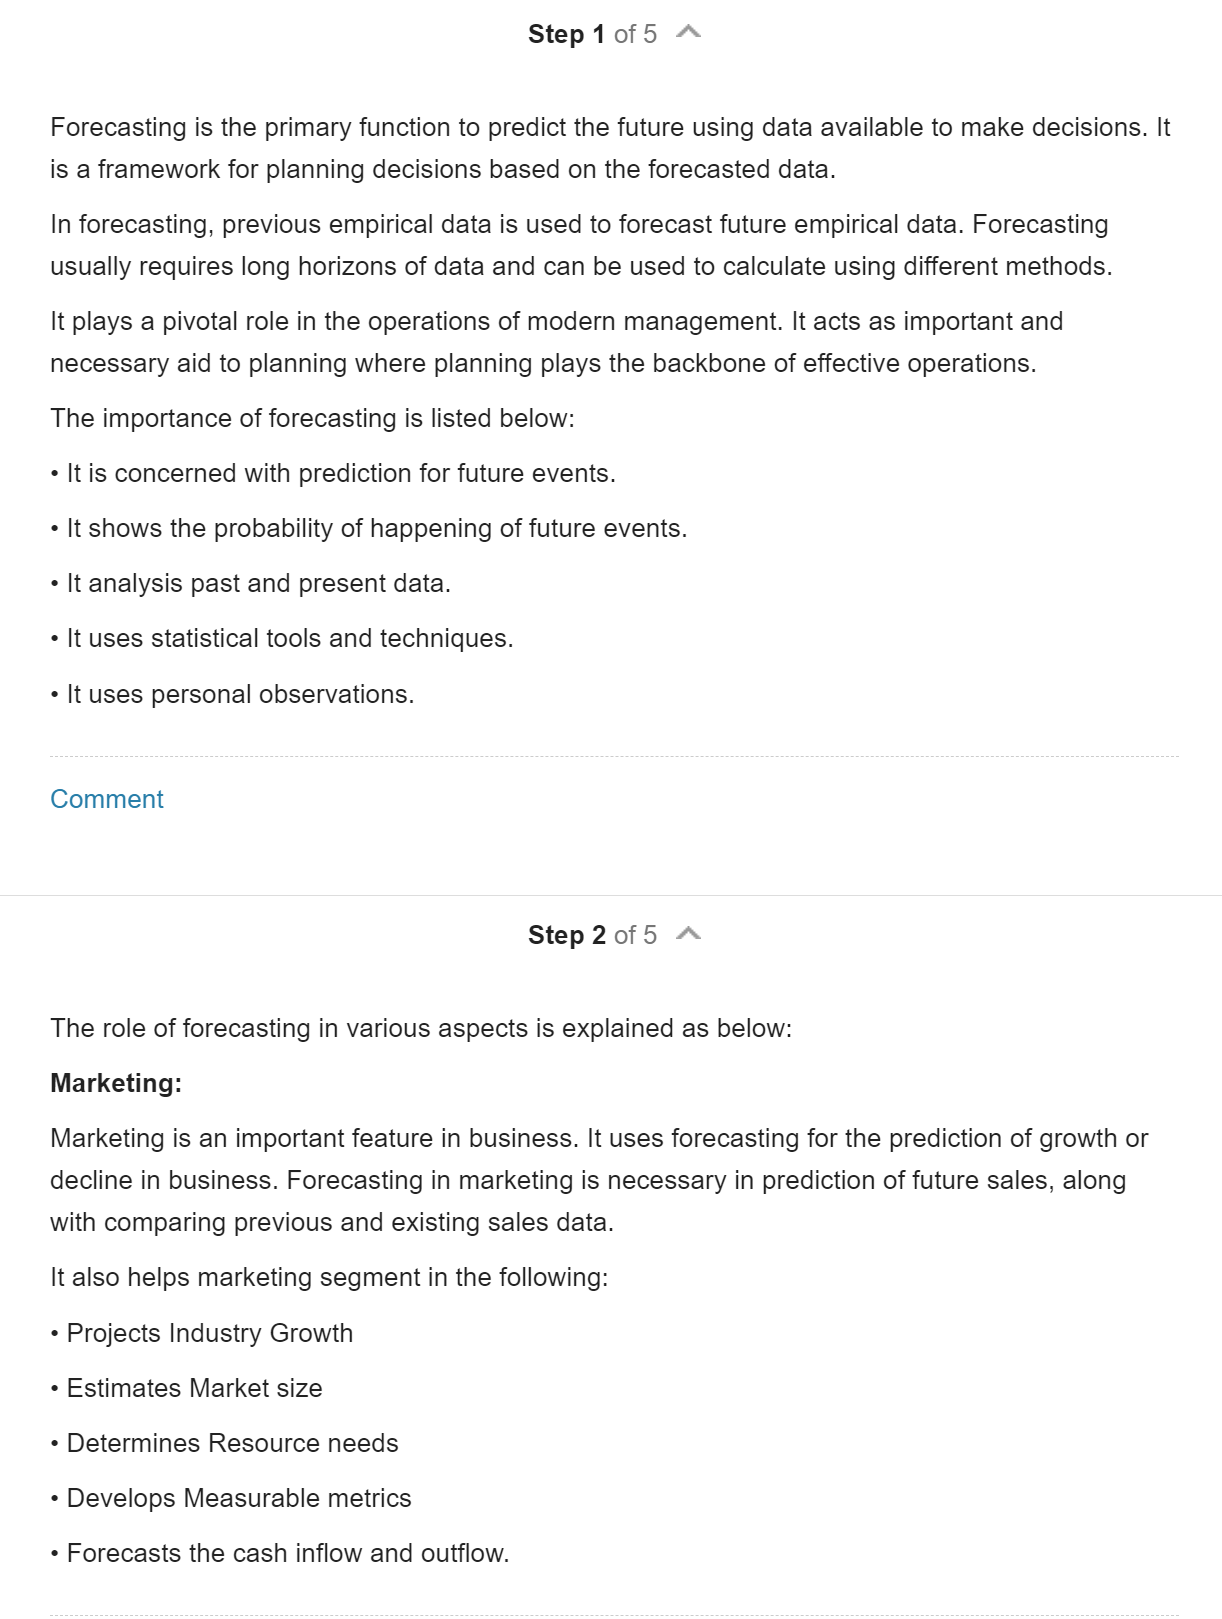 Step 1 of 5
Forecasting is the primary function to predict the future using data available to make decisions. It
is a framework for planning decisions based on the forecasted data.
In forecasting, previous empirical data is used to forecast future empirical data. Forecasting
usually requires long horizons of data and can be used to calculate using different methods.
It plays a pivotal role in the operations of modern management. It acts as important and
necessary aid to planning where planning plays the backbone of effective operations.
The importance of forecasting is listed below:
• It is concerned with prediction for future events.
• It shows the probability of happening of future events.
• It analysis past and present data.
• It uses statistical tools and techniques.
• It uses personal observations.
Comment
Step 2 of 5
The role of forecasting in various aspects is explained as below:
Marketing:
Marketing is an important feature in business. It uses forecasting for the prediction of growth or
decline in business. Forecasting in marketing is necessary in prediction of future sales, along
with comparing previous and existing sales data.
It also helps marketing segment in the following:
• Projects Industry Growth
• Estimates Market size
• Determines Resource needs
• Develops Measurable metrics
• Forecasts the cash inflow and outflow.